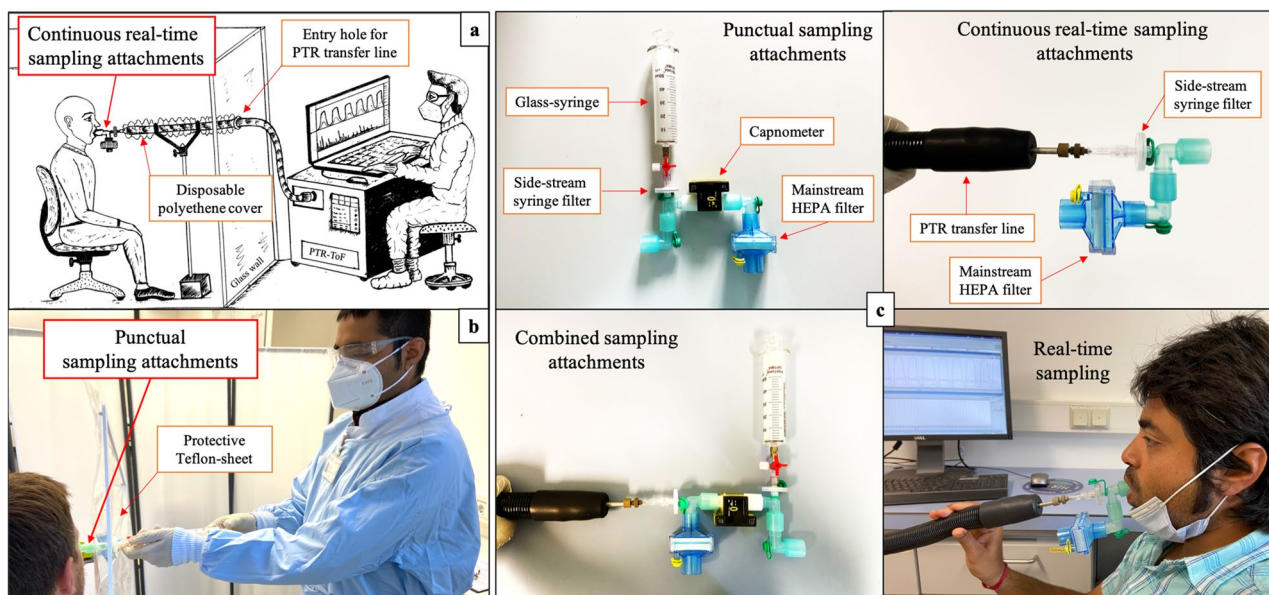 Continuous real-time
sampling attachments
Entry hole for
PTR transfer line
a
Disposable
polyethene cover
Glass wall
PTR-ToF
b
Punctual
sampling attachments
Protective
Teflon-sheet
Punctual sampling
attachments
Glass-syringe
Capnometer
Side-stream
syringe filter
Mainstream
HEPA filter
Continuous real-time sampling
attachments
Side-stream
syringe filter
PTR transfer line
Mainstream
HEPA filter
c
Combined sampling
attachments
Real-time
sampling
DELL